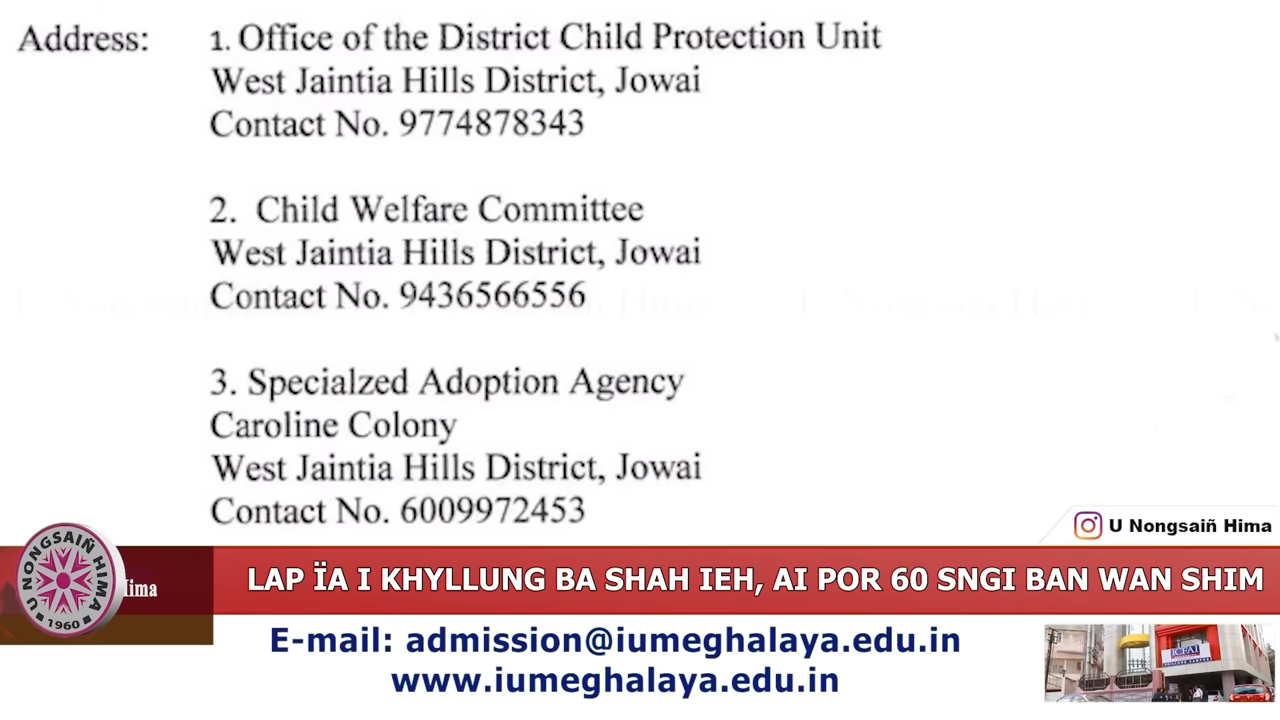 Address: 1. Office of the District Child Protection Unit
West Jaintia Hills District, Jowai
Contact No. 9774878343
2. Child Welfare Committee
West Jaintia Hills District, Jowai
Contact No. 9436566556
3. Specialzed Adoption Agency
Caroline Colony
West Jaintia Hills District, Jowai
Contact No. 6009972453
U Nongsaiñ Hima
U NONGSAIÑ HIMA
1960
Hima
LAP ÏA I KHYLLUNG BA SHAH IEH, AI POR 60 SNGI BAN WAN SHIM
E-mail: admission@iumeghalaya.edu.in
www.iumeghalaya.edu.in
ICFAI